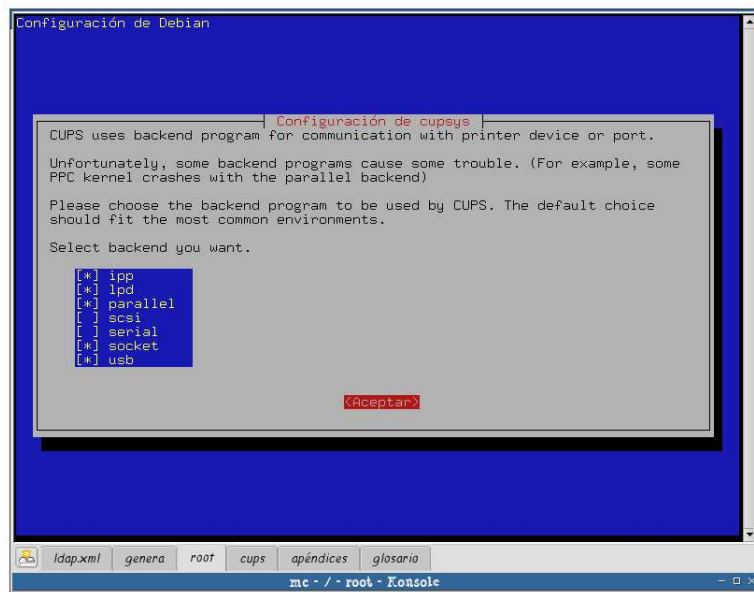 Configuración de Debian
Configuración de cupsys
CUPS uses backend program for communication with printer device or port.
Unfortunately, some backend programs cause some trouble. (For example, some
PPC kernel crashes with the parallel backend)
Please choose the backend program to be used by CUPS. The default choice
should fit the most common environments.
Select backend you want.
[*] ipp
[*] lpd
[*] parallel
[ ] scsi
[ ] serial
[*] socket
[*] usb
<Aceptar>
ldap.xml genera root cups apéndices glosario
mc - / - root - Konsole